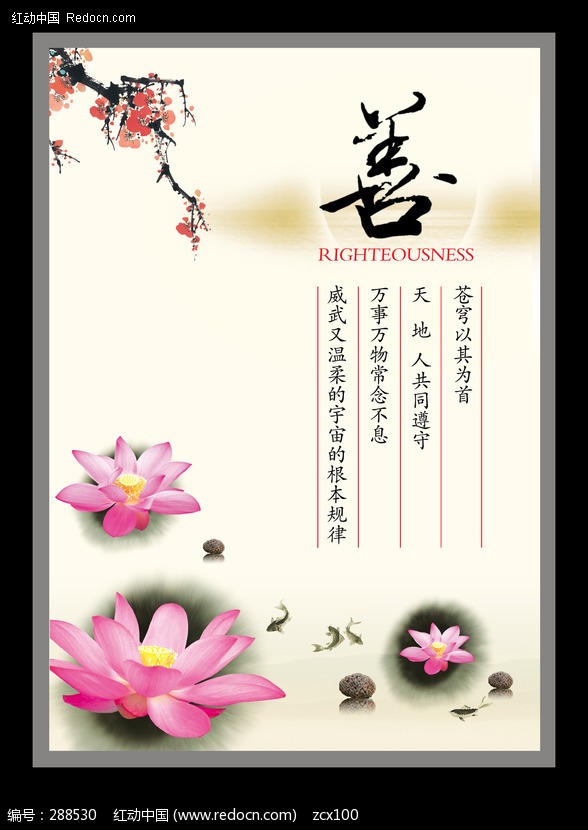 红动中国 Redocn.com
善
RIGHTEOUSNESS
苍穹以其为首
天 地 人共同遵守
万事万物常念不息
威武又温柔的宇宙的根本规律
编号：288530 红动中国 (www.redocn.com) zcx100